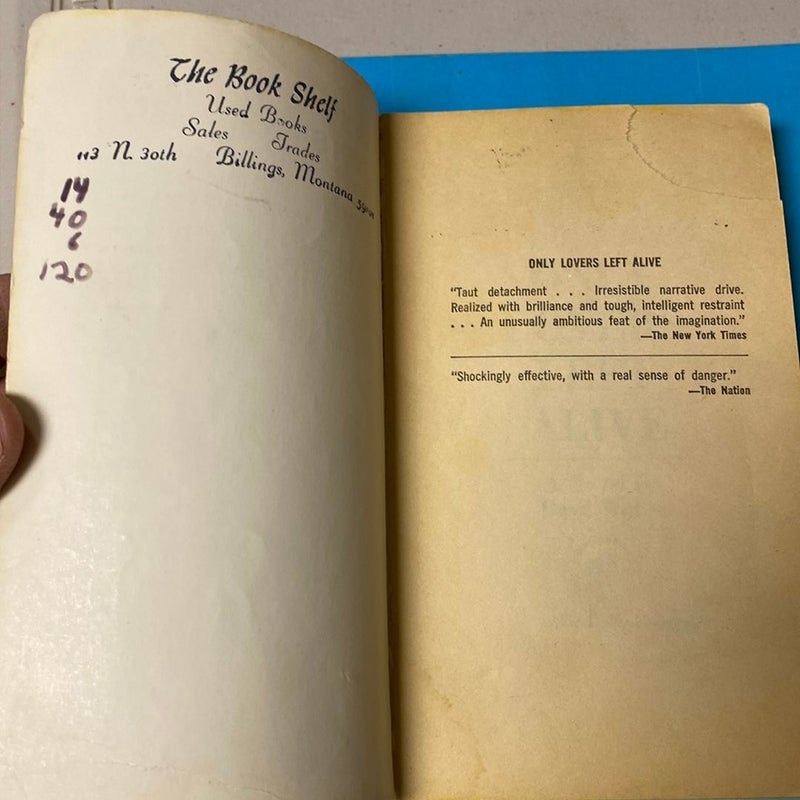 The Book Shelf
Used Books
Sales Trades
113 N. 30th Billings, Montana
14
40
6
120
ONLY LOVERS LEFT ALIVE
“Taut detachment . . . Irresistible narrative drive.
Realized with brilliance and tough, intelligent restraint
. . . An unusually ambitious feat of the imagination.”
—The New York Times
“Shockingly effective, with a real sense of danger.”
—The Nation